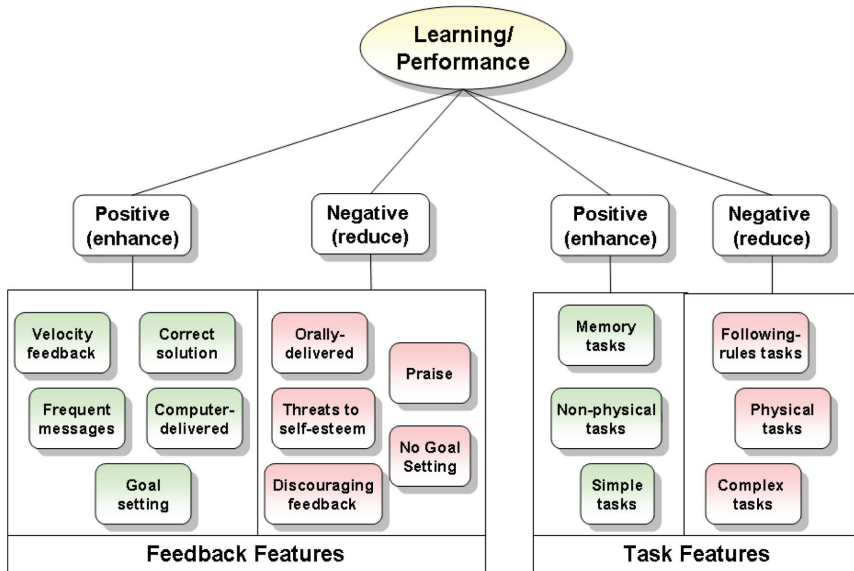 Learning/
Performance
Positive
(enhance)
Negative
(reduce)
Positive
(enhance)
Negative
(reduce)
Velocity
feedback
Correct
solution
Frequent
messages
Computer-
delivered
Goal
setting
Orally-
delivered
Praise
Threats to
self-esteem
No Goal
Setting
Discouraging
feedback
Memory
tasks
Non-physical
tasks
Simple
tasks
Following-
rules tasks
Physical
tasks
Complex
tasks
Feedback Features
Task Features